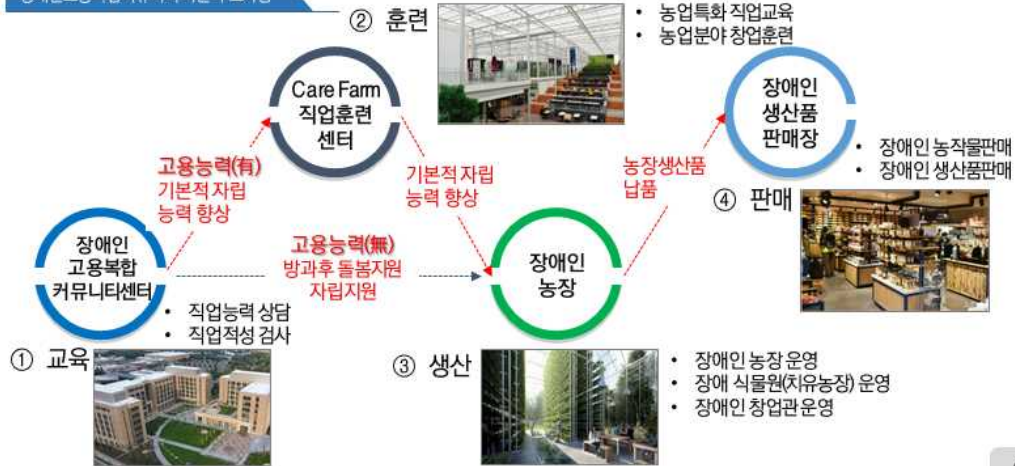 ② 훈련
• 농업특화 직업교육
• 농업분야 창업훈련
Care Farm
직업훈련
센터
장애인
생산품
판매장
• 장애인 농작물판매
• 장애인 생산품판매
④ 판매
고용능력(有)
기본적 자립
능력 향상
기본적 자립
능력 향상
농장생산품
납품
장애인
고용복합
커뮤니티센터
고용능력(無)
방과후 돌봄지원
자립지원
장애인
농장
• 직업능력 상담
• 직업적성 검사
① 교육
③ 생산
• 장애인 농장 운영
• 장애 식물원(치유농장) 운영
• 장애인 창업관 운영